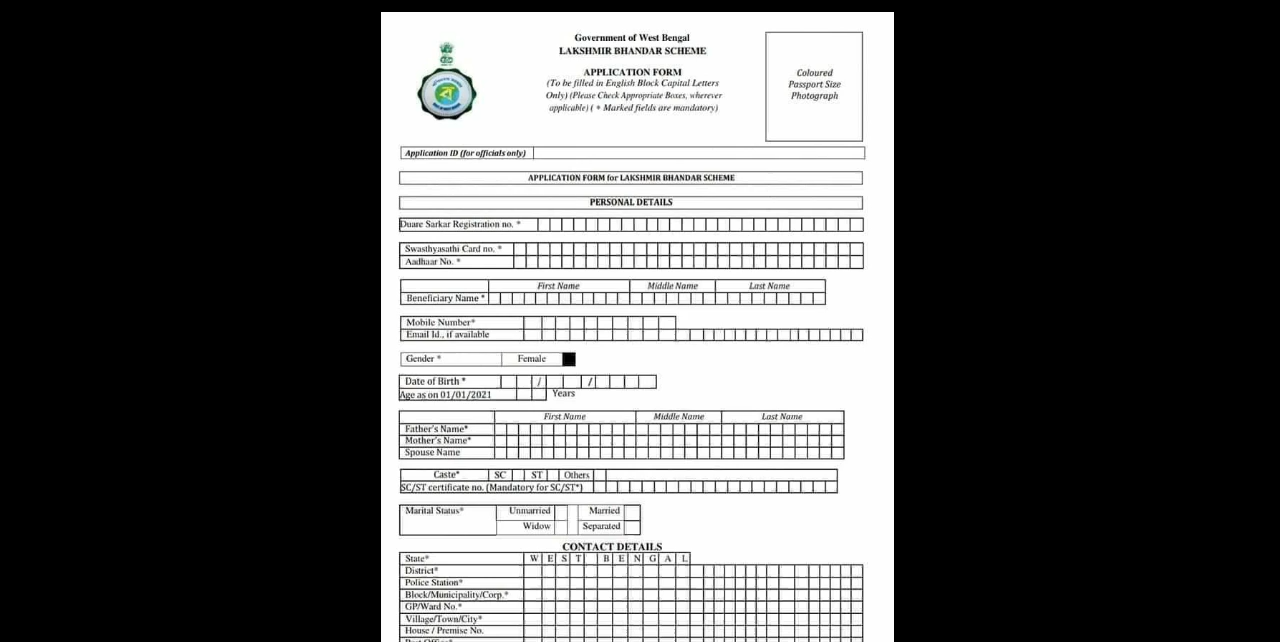 Government of West Bengal
LAKSHMIR BHANDAR SCHEME
APPLICATION FORM
(To be filled in English Block Capital Letters
Only) (Please Check Appropriate Boxes, wherever
applicable) ( * Marked fields are mandatory)
Coloured
Passport Size
Photograph
Application ID (for officials only)
APPLICATION FORM for LAKSHMIR BHANDAR SCHEME
PERSONAL DETAILS
Duare Sarkar Registration no. *
Swasthyasathi Card no. *
Aadhaar No. *
First Name Middle Name Last Name
Beneficiary Name *
Mobile Number*
Email Id., if available
Gender * Female
Date of Birth * / /
Age as on 01/01/2021 Years
First Name Middle Name Last Name
Father's Name*
Mother's Name*
Spouse Name
Caste* SC ST Others
SC/ST certificate no. (Mandatory for SC/ST*)
Marital Status* Unmarried Married
Widow Separated
CONTACT DETAILS
State* W E S T B E N G A L
District*
Police Station*
Block/Municipality/Corp.*
GP/Ward No.*
Village/Town/City*
House / Premise No.